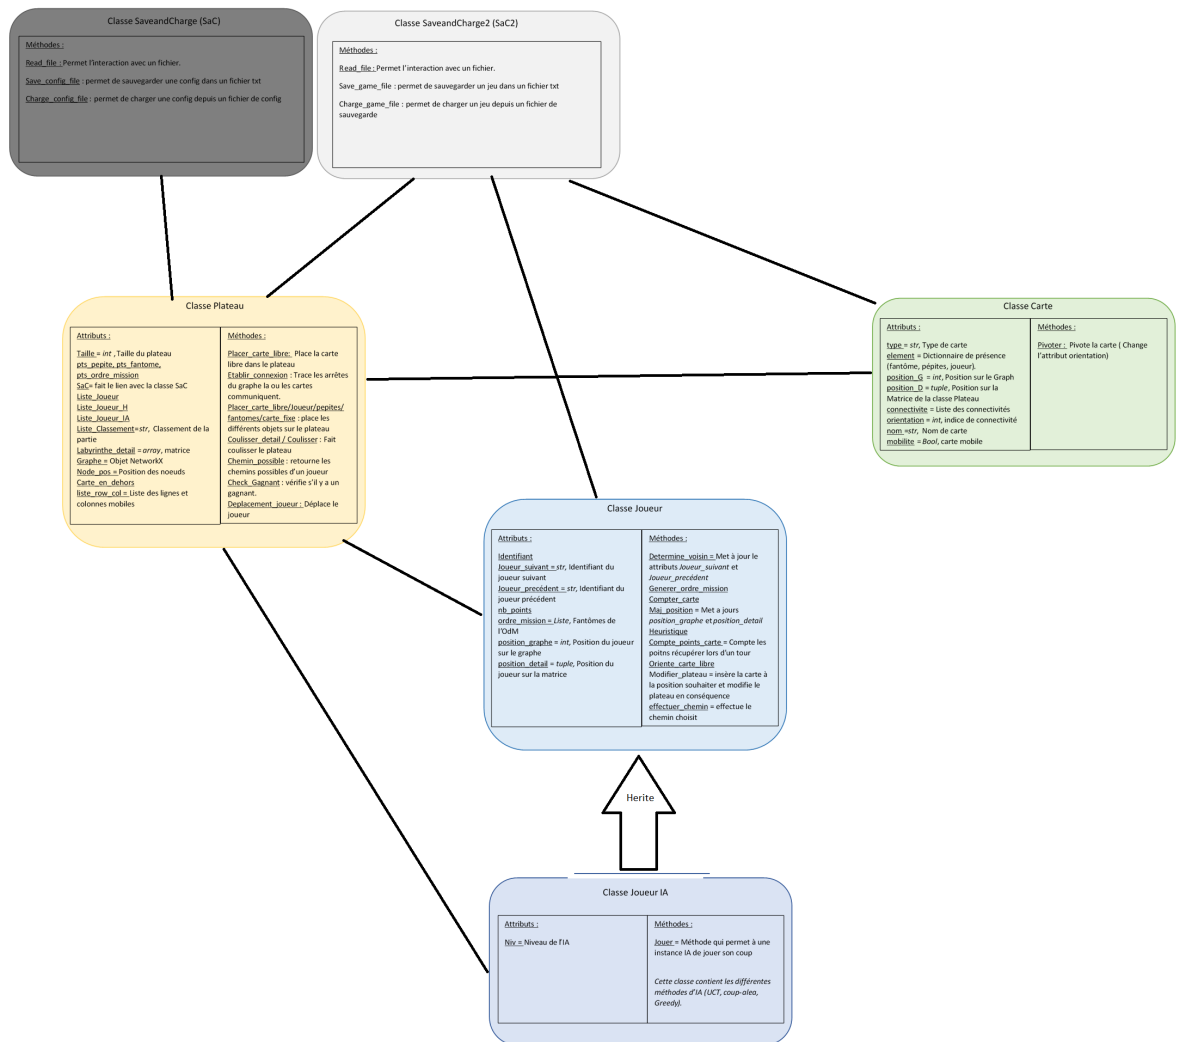 Classe SaveandCharge (SaC)
Méthodes :
Read_file : Permet l'interaction avec un fichier.
Save_config_file : permet de sauvegarder une config dans un fichier txt
Charge_config_file : permet de charger une config depuis un fichier de config
Classe SaveandCharge2 (SaC2)
Méthodes :
Read_file : Permet l'interaction avec un fichier.
Save_game_file : permet de sauvegarder un jeu dans un fichier txt
Charge_game_file : permet de charger un jeu depuis un fichier de
sauvegarde
Classe Plateau
Attributs :
Taille = int , Taille du plateau
pts_pepite, pts_fantome,
pts_ordre_mission
SaC= fait le lien avec la classe SaC
Liste_Joueur
Liste_Joueur_H
Liste_Joueur_IA
Liste_Classement=str, Classement de la
partie
Labyrinthe_detail = array, matrice
Graphe = Objet NetworkX
Node_pos = Position des noeuds
Carte_en_dehors
liste_row_col = Liste des lignes et
colonnes mobiles
Méthodes :
Placer_carte_libre: Place la carte
libre dans le plateau
Etablir_connexion : Trace les arrêtes
du graphe la ou les cartes
communiquent.
Placer_carte_libre/Joueur/pepites/
fantomes/carte_fixe : place les
différents objets sur le plateau
Coulisser_detail / Coulisser : Fait
coulisser le plateau
Chemin_possible : retourne les
chemins possibles d'un joueur
Check_Gagnant : vérifie s'il y a un
gagnant.
Deplacement_joueur : Déplace le
joueur
Classe Carte
Attributs :
type = str, Type de carte
element = Dictionnaire de présence
(fantôme, pépites, joueur).
position_G = int, Position sur le Graph
position_D = tuple, Position sur la
Matrice de la classe Plateau
connectivite = Liste des connectivités
orientation = int, indice de connectivité
nom =str, Nom de carte
mobilite = Bool, carte mobile
Méthodes :
Pivoter : Pivote la carte ( Change
l'attribut orientation)
Classe Joueur
Attributs :
Identifiant
Joueur_suivant = str, Identifiant du
joueur suivant
Joueur_precédent = str, Identifiant du
joueur précédent
nb_points
ordre_mission = Liste, Fantômes de
l'OdM
position_graphe = int, Position du joueur
sur le graphe
position_detail = tuple, Position du
joueur sur la matrice
Méthodes :
Determine_voisin = Met à jour le
attributs Joueur_suivant et
Joueur_precédent
Generer_ordre_mission
Compter_carte
Maj_position = Met a jours
position_graphe et position_detail
Heuristique
Compte_points_carte = Compte les
poitns récupérer lors d'un tour
Oriente_carte_libre
Modifier_plateau = insère la carte à
la position souhaiter et modifie le
plateau en conséquence
effectuer_chemin = effectue le
chemin choisit
Herite
Classe Joueur IA
Attributs :
Niv = Niveau de l'IA
Méthodes :
Jouer = Méthode qui permet à une
instance IA de jouer son coup
Cette classe contient les différentes
méthodes d'IA (UCT, coup-alea,
Greedy).